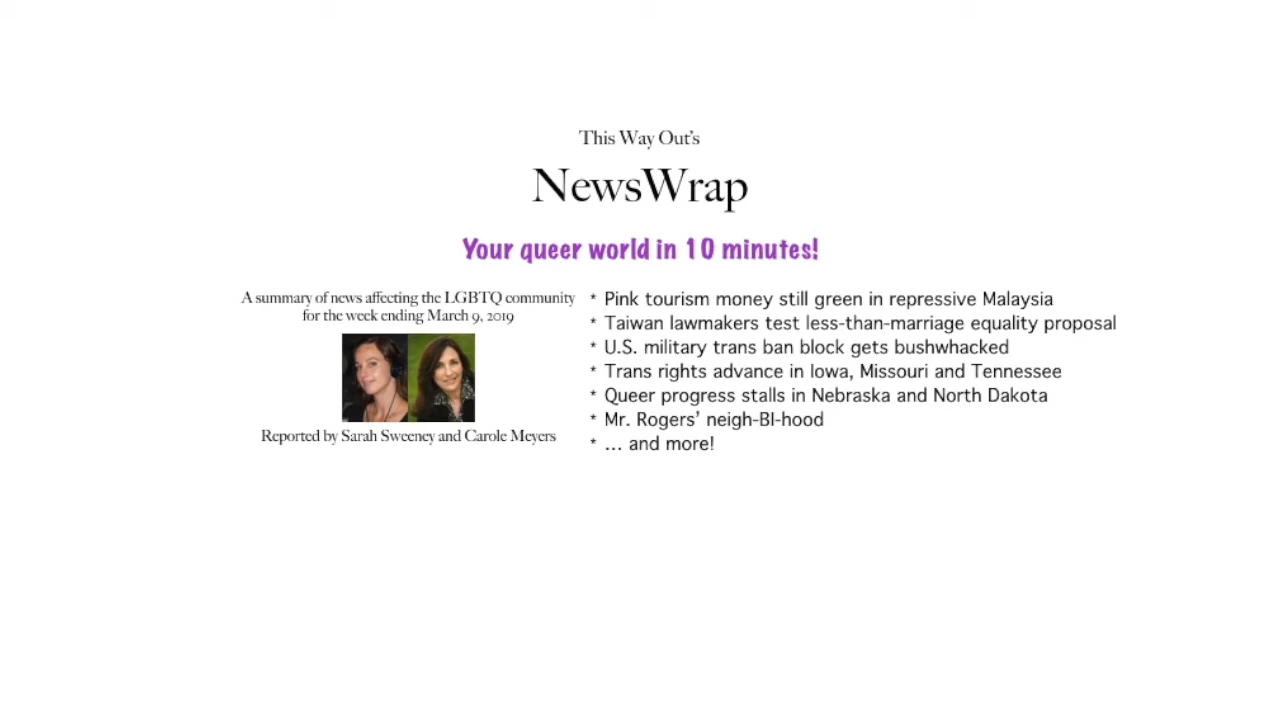 This Way Out's
NewsWrap
Your queer world in 10 minutes!
A summary of news affecting the LGBTQ community
for the week ending March 9, 2019
Reported by Sarah Sweeney and Carole Meyers
* Pink tourism money still green in repressive Malaysia
* Taiwan lawmakers test less-than-marriage equality proposal
* U.S. military trans ban block gets bushwhacked
* Trans rights advance in Iowa, Missouri and Tennessee
* Queer progress stalls in Nebraska and North Dakota
* Mr. Rogers' neigh-BI-hood
* ... and more!